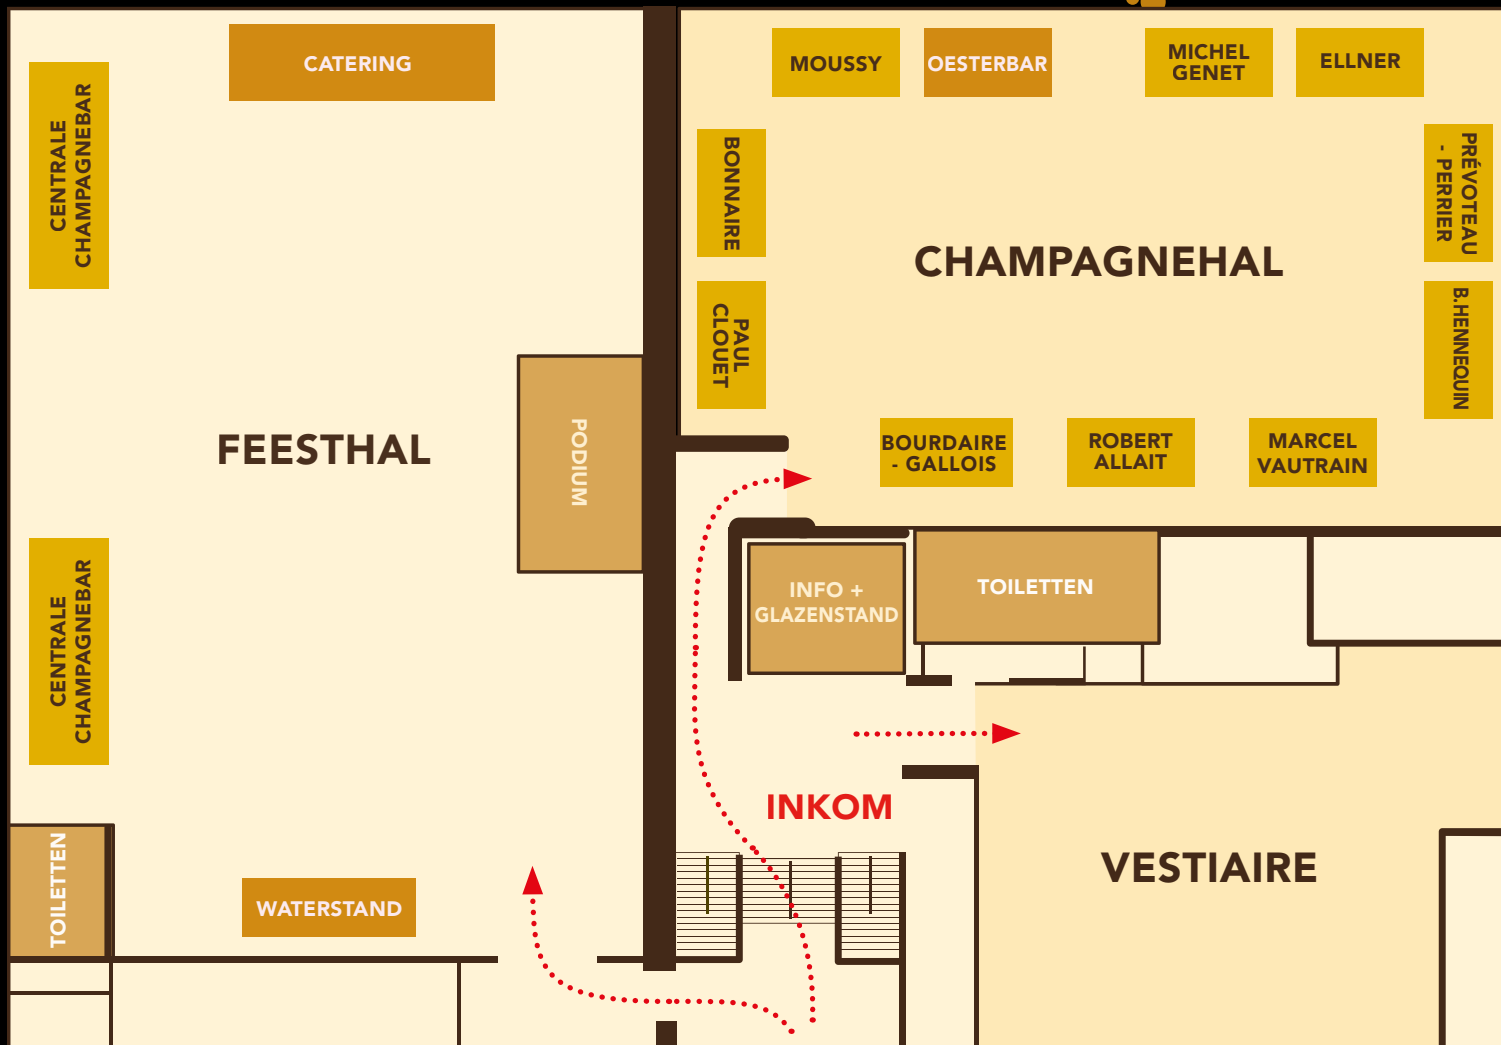 CATERING
CENTRALE
CHAMPAGNEBAR
FEESTHAL
PODIUM
CENTRALE
CHAMPAGNEBAR
TOILETTEN
WATERSTAND
MOUSSY
OESTERBAR
MICHEL
GENET
ELLNER
BONNAIRE
PRÉVOTEAU
- PERRIER
CHAMPAGNEHAL
PAUL
CLOUET
B.HENNEQUIN
BOURDAIRE
- GALLOIS
ROBERT
ALLAIT
MARCEL
VAUTRAIN
INFO +
GLAZENSTAND
TOILETTEN
INKOM
VESTIAIRE